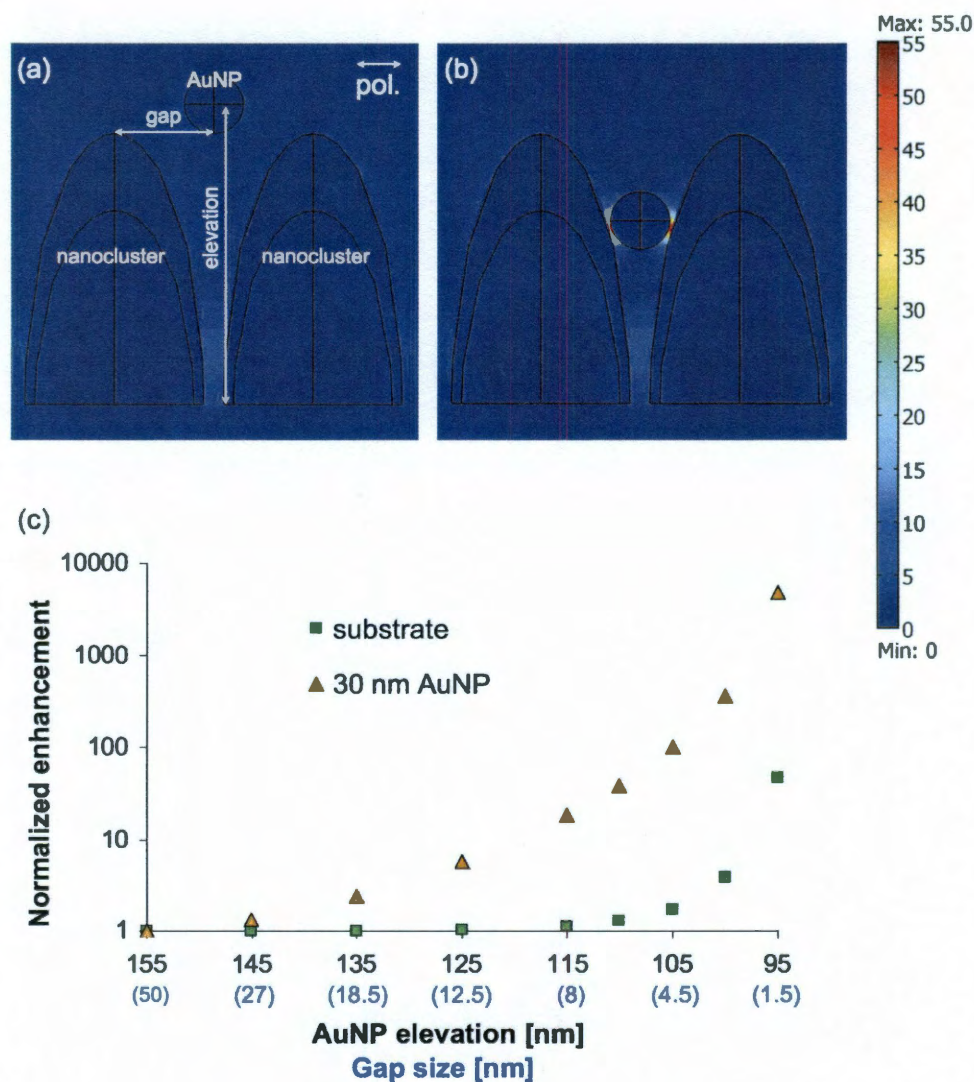 Max: 55.0
(a)
AuNP
pol.
gap
elevation
nanocluster
nanocluster
(b)
55
50
45
40
35
30
25
20
15
10
5
0
Min: 0
(c)
Normalized enhancement
10000
1000
100
10
1
substrate
30 nm AuNP
155 145 135 125 115 105 95
(50) (27) (18.5) (12.5) (8) (4.5) (1.5)
AuNP elevation [nm]
Gap size [nm]